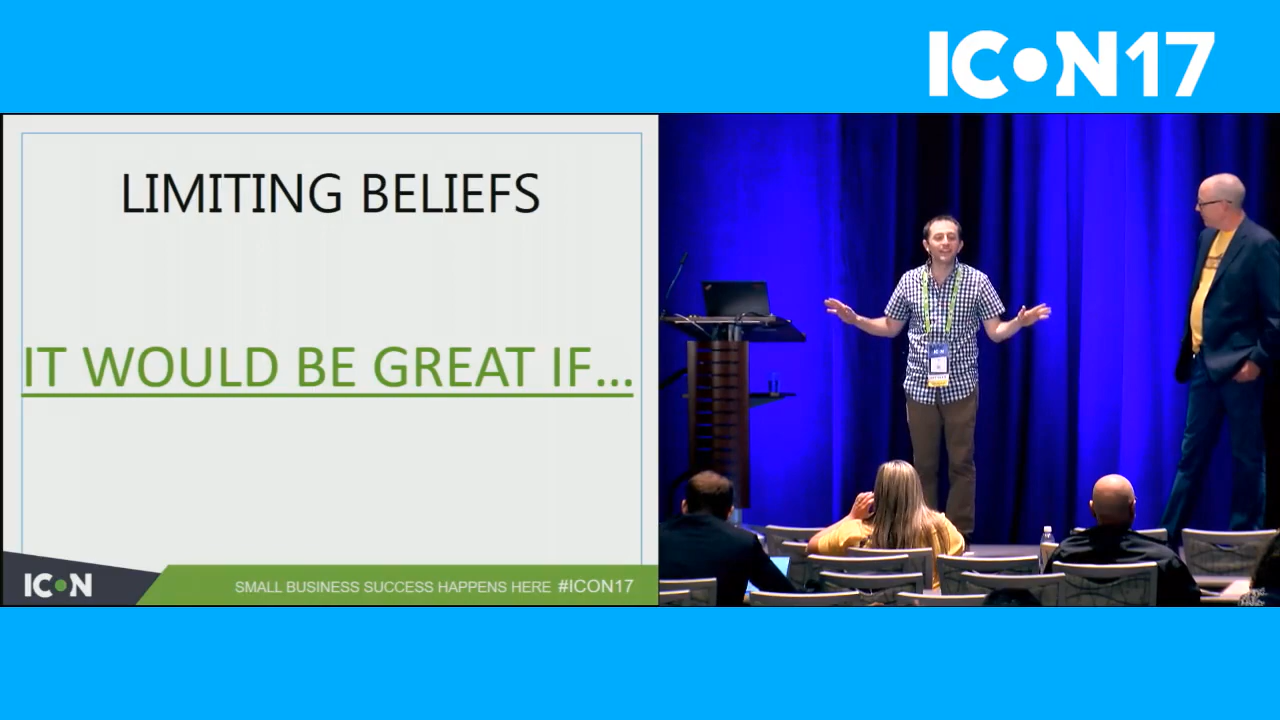 ICON17
LIMITING BELIEFS
IT WOULD BE GREAT IF...
ICON
SMALL BUSINESS SUCCESS HAPPENS HERE #ICON17